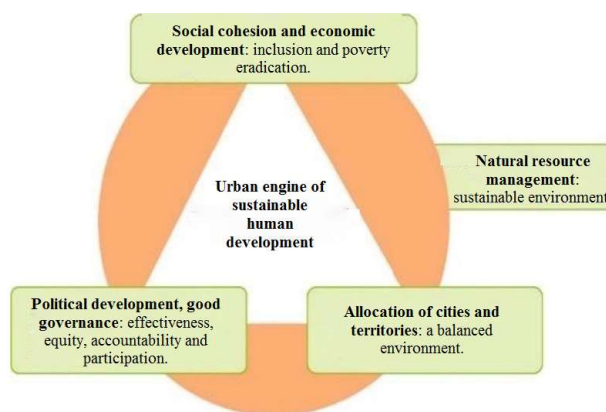 Social cohesion and economic
development: inclusion and poverty
eradication.
Natural resource
management:
sustainable environment
Urban engine of
sustainable
human
development
Political development, good
governance: effectiveness,
equity, accountability and
participation.
Allocation of cities and
territories: a balanced
environment.